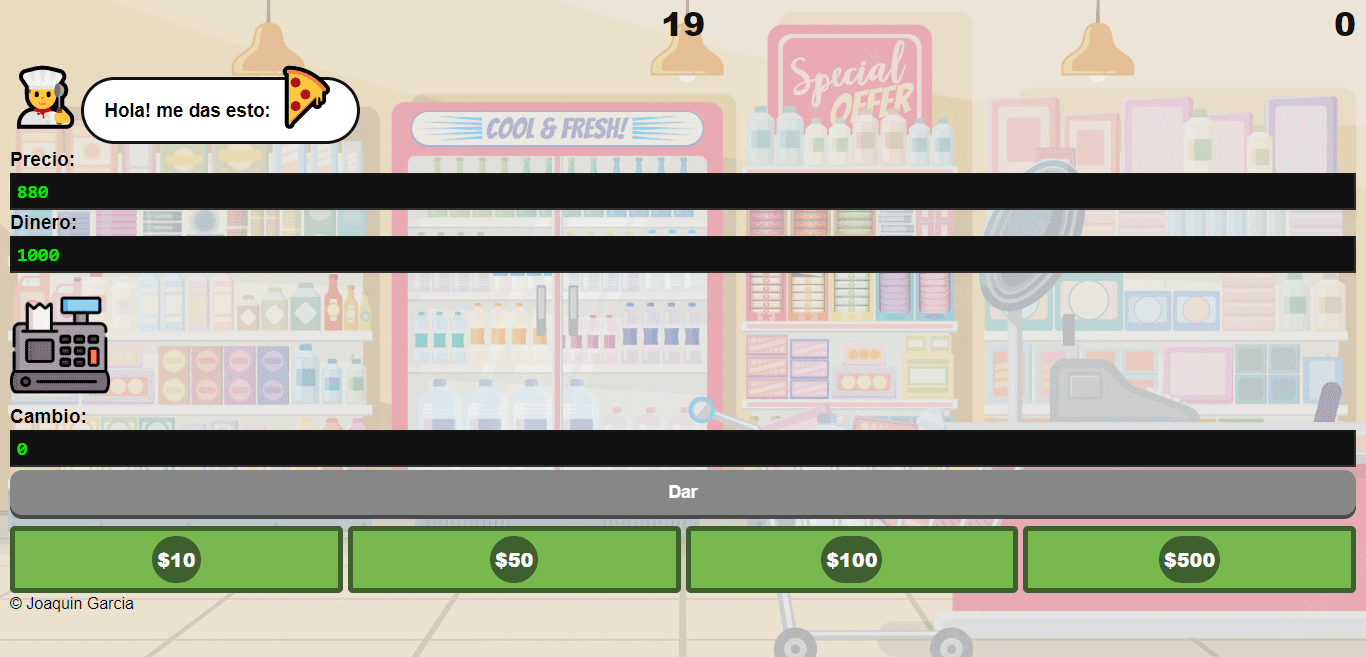 19
0
Special
OFFER
Hola! me das esto:
COOL & FRESH!
Precio:
880
Dinero:
1000
Cambio:
0
Dar
$10
$50
$100
$500
© Joaquin Garcia